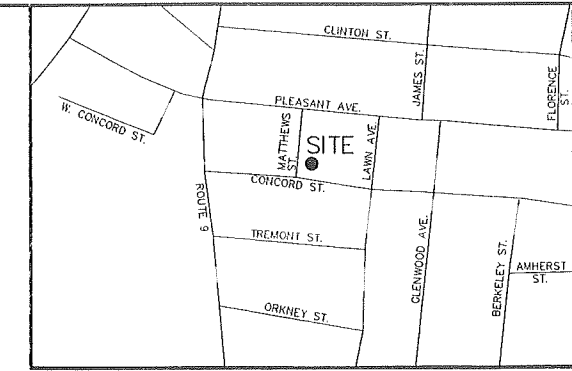 CLINTON ST.
JAMES ST.
FLORENCE
ST.
W. CONCORD ST.
PLEASANT AVE.
MATTHEWS
ST.
SITE
LAWN AVE.
CONCORD ST.
ROUTE 9
TREMONT ST.
GLENWOOD AVE.
BERKELEY ST.
AMHERST
ST.
ORKNEY ST.